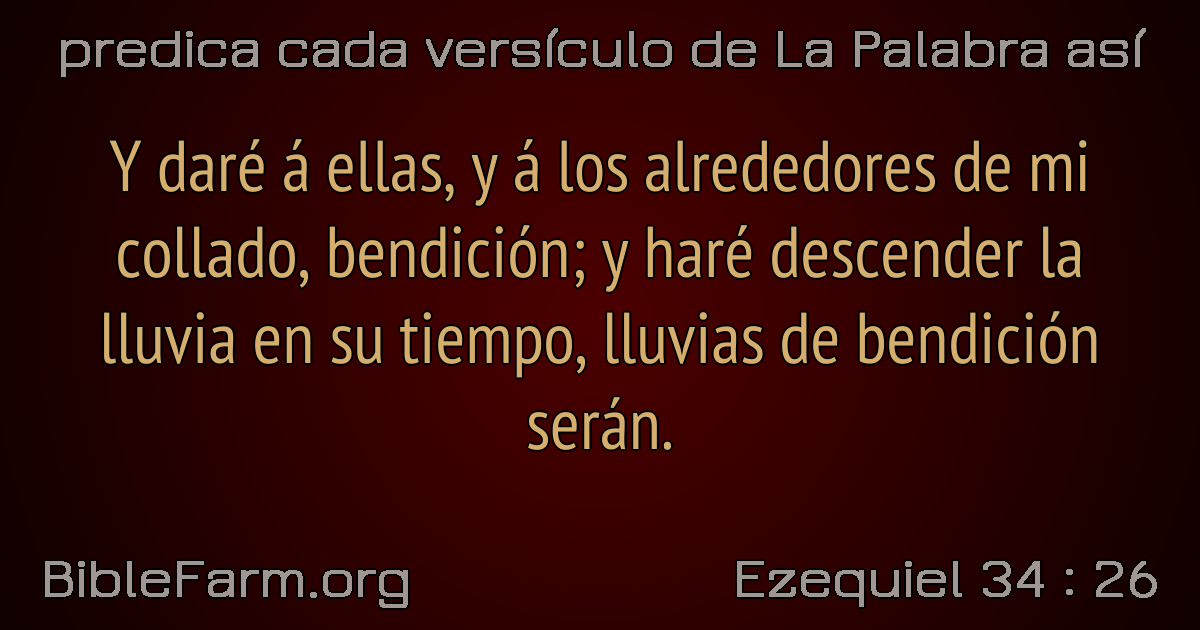 predica cada versículo de La Palabra así
Y daré á ellas, y á los alrededores de mi
collado, bendición; y haré descender la
lluvia en su tiempo, lluvias de bendición
serán.
BibleFarm.org
Ezequiel 34 : 26